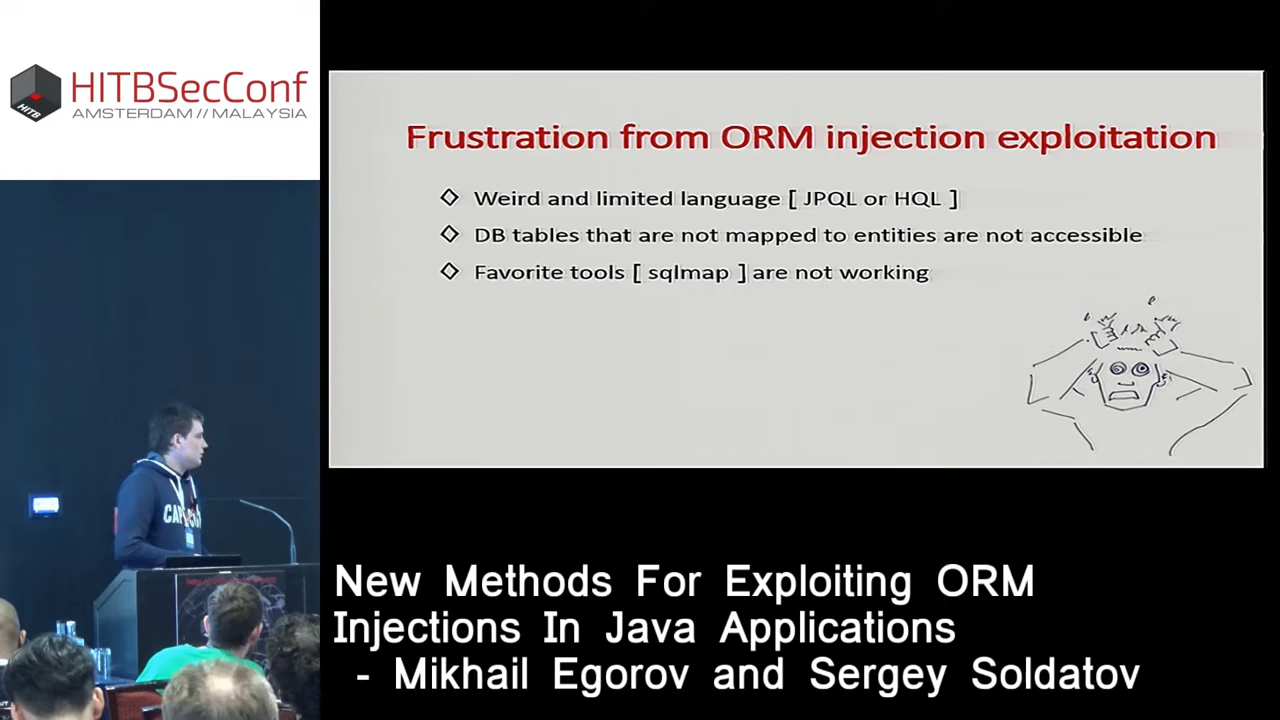 HITBSecConf
AMSTERDAM // MALAYSIA
HITB
Frustration from ORM injection exploitation
Weird and limited language [ JPQL or HQL ]
DB tables that are not mapped to entities are not accessible
Favorite tools [ sqlmap ] are not working
New Methods For Exploiting ORM
Injections In Java Applications
- Mikhail Egorov and Sergey Soldatov